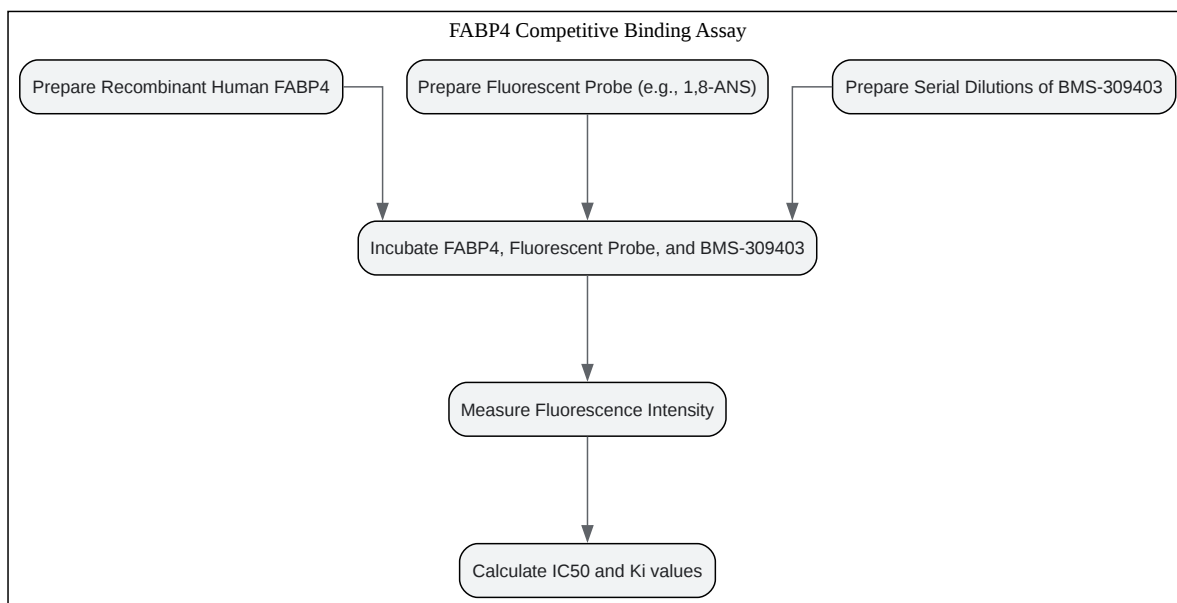 FABP4 Competitive Binding Assay
Prepare Recombinant Human FABP4
Prepare Fluorescent Probe (e.g., 1,8-ANS)
Prepare Serial Dilutions of BMS-309403
Incubate FABP4, Fluorescent Probe, and BMS-309403
Measure Fluorescence Intensity
Calculate IC50 and Ki values